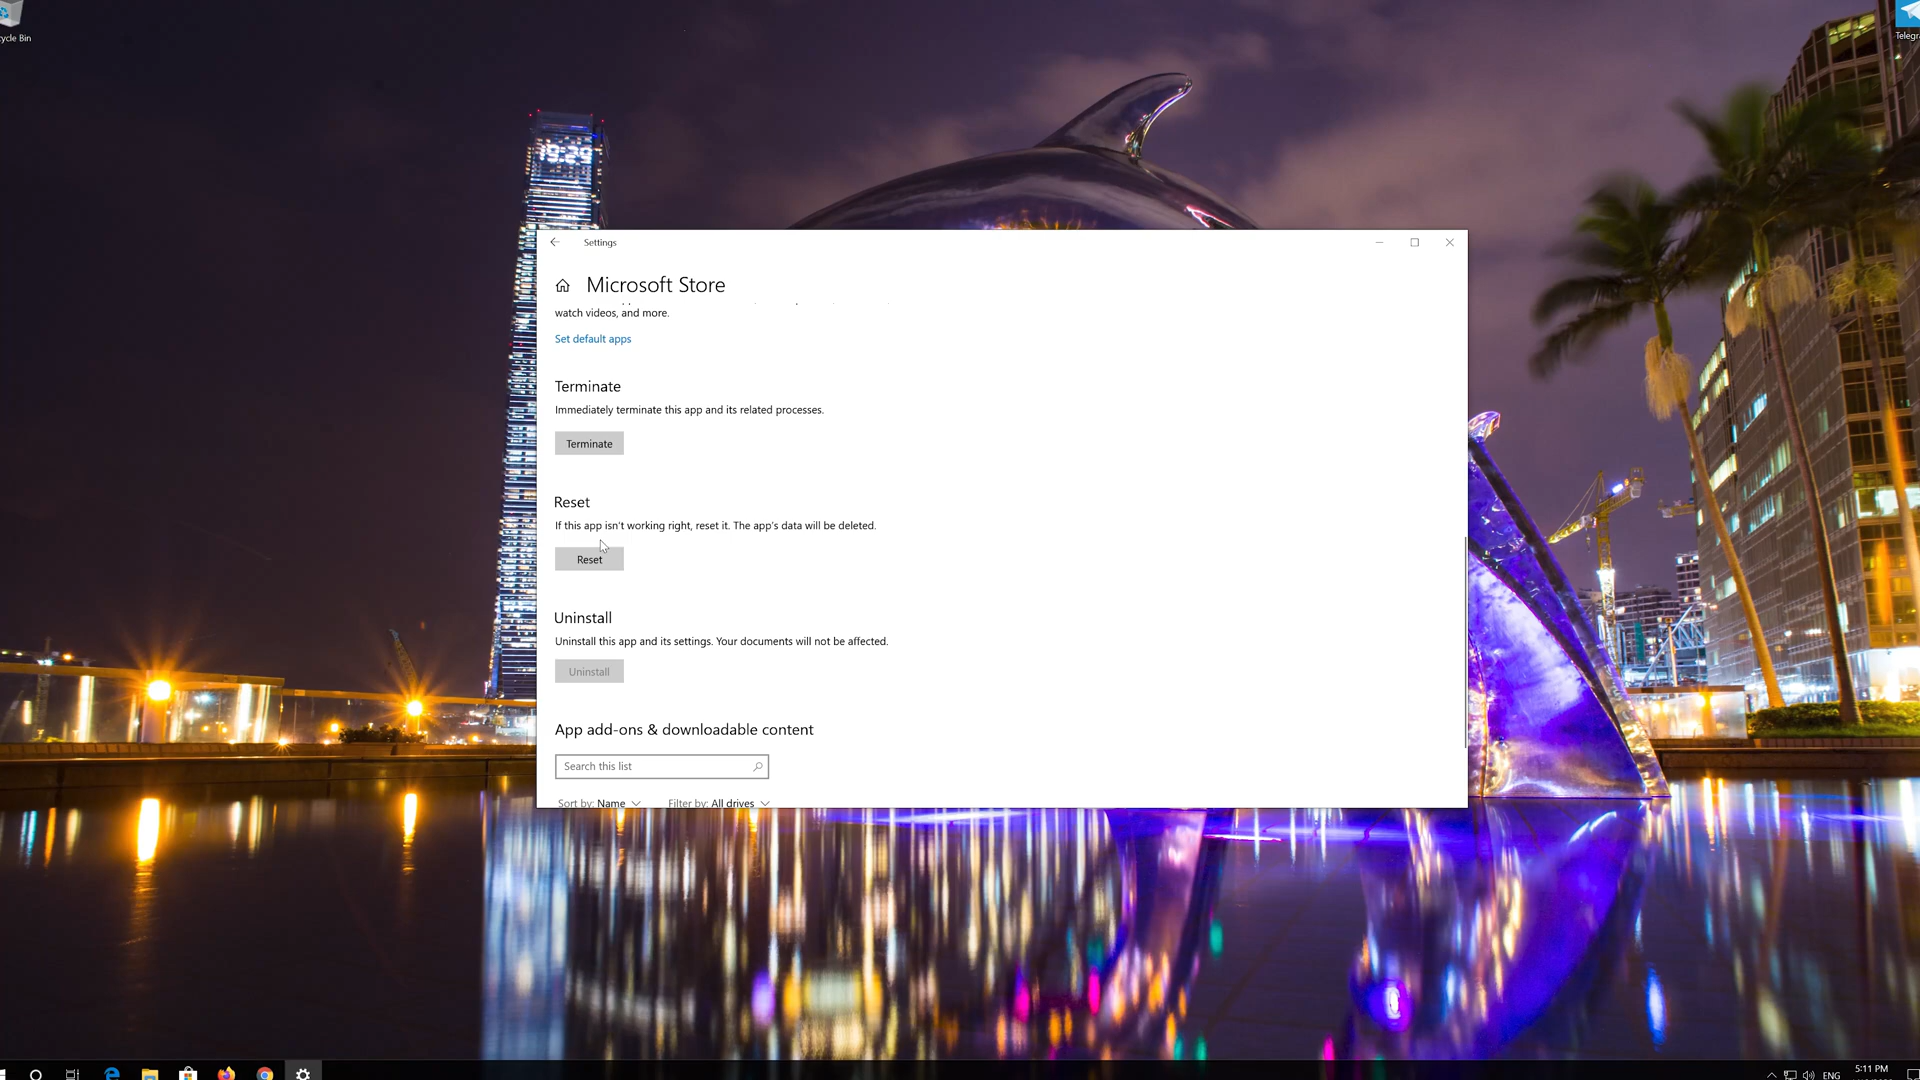 ycle Bin
Telegr
19:29
Settings
Microsoft Store
watch videos, and more.
Set default apps
Terminate
Immediately terminate this app and its related processes.
Terminate
Reset
If this app isn't working right, reset it. The app's data will be deleted.
Reset
Uninstall
Uninstall this app and its settings. Your documents will not be affected.
Uninstall
App add-ons & downloadable content
Search this list
Sort by: Name
Filter by: All drives
ENG
5:11 PM